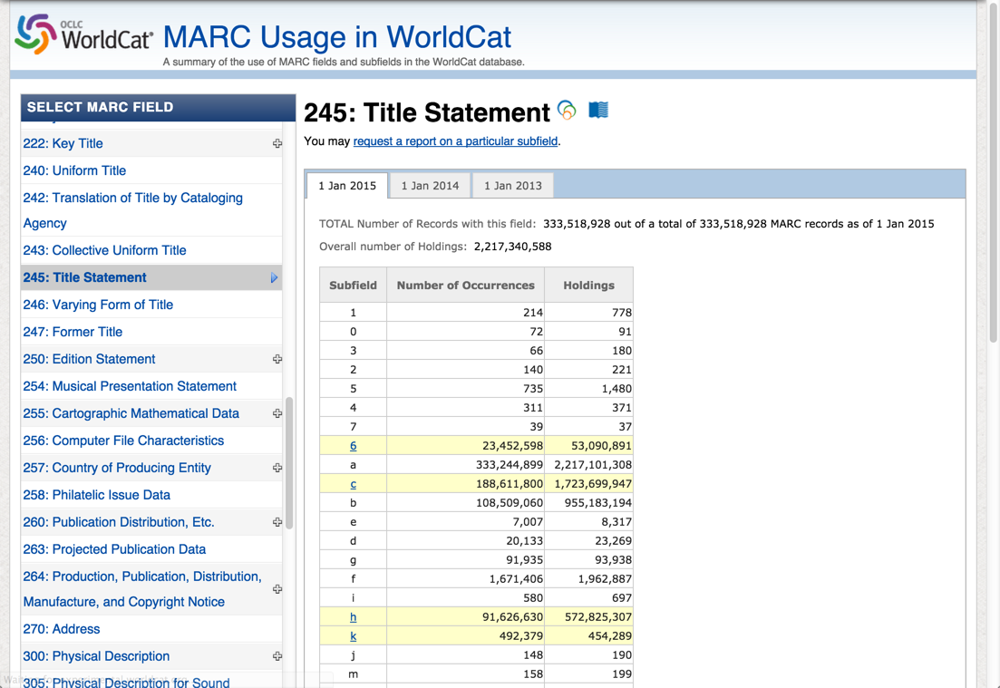 OCLC
WorldCat®
MARC Usage in WorldCat
A summary of the use of MARC fields and subfields in the WorldCat database.
SELECT MARC FIELD
222: Key Title
240: Uniform Title
242: Translation of Title by Cataloging
Agency
243: Collective Uniform Title
245: Title Statement
246: Varying Form of Title
247: Former Title
250: Edition Statement
254: Musical Presentation Statement
255: Cartographic Mathematical Data
256: Computer File Characteristics
257: Country of Producing Entity
258: Philatelic Issue Data
260: Publication Distribution, Etc.
263: Projected Publication Data
264: Production, Publication, Distribution,
Manufacture, and Copyright Notice
270: Address
300: Physical Description
305: Physical Description for Sound
245: Title Statement
You may request a report on a particular subfield.
1 Jan 2015 1 Jan 2014 1 Jan 2013
TOTAL Number of Records with this field: 333,518,928 out of a total of 333,518,928 MARC records as of 1 Jan 2015
Overall number of Holdings: 2,217,340,588
Subfield Number of Occurrences Holdings
1 214 778
0 72 91
3 66 180
2 140 221
5 735 1,480
4 311 371
7 39 37
6 23,452,598 53,090,891
a 333,244,899 2,217,101,308
c 188,611,800 1,723,699,947
b 108,509,060 955,183,194
e 7,007 8,317
d 20,133 23,269
g 91,935 93,938
f 1,671,406 1,962,887
i 580 697
h 91,626,630 572,825,307
k 492,379 454,289
j 148 190
m 158 199